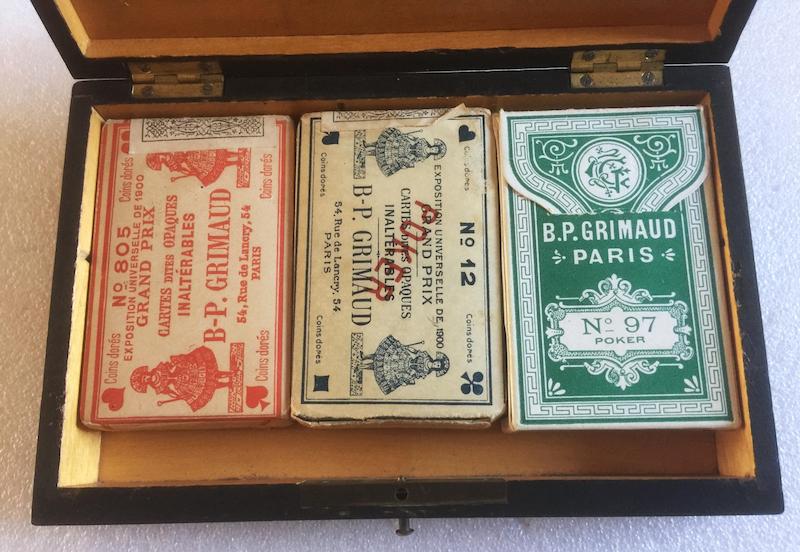 Coins dorés
Coins dorés
No 805
EXPOSITION UNIVERSELLE DE 1900
GRAND PRIX
CARTES DITES OPAQUES
INALTÉRABLES
B-P. GRIMAUD
54, Rue de Lancry, 54
PARIS
Coins dorés
Coins dorés
Coins dorés
Coins dorés
No 12
EXPOSITION UNIVERSELLE DE 1900
GRAND PRIX
CARTES DITES OPAQUES
INALTÉRABLES
B-P. GRIMAUD
54, Rue de Lancry, 54
PARIS
POKER
Coins dorés
Coins dorés
B.P. GRIMAUD
PARIS
No 97
POKER